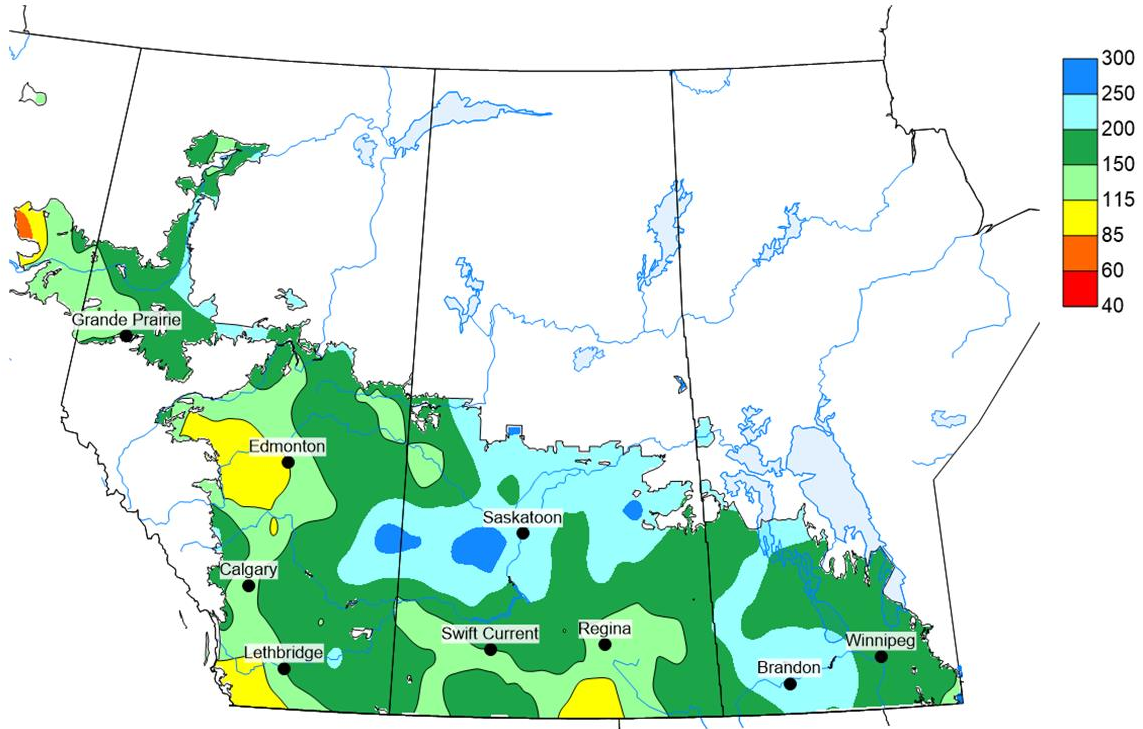 300
250
200
150
115
85
60
40
Grande Prairie
Edmonton
Saskatoon
Calgary
Swift Current
Regina
Winnipeg
Lethbridge
Brandon